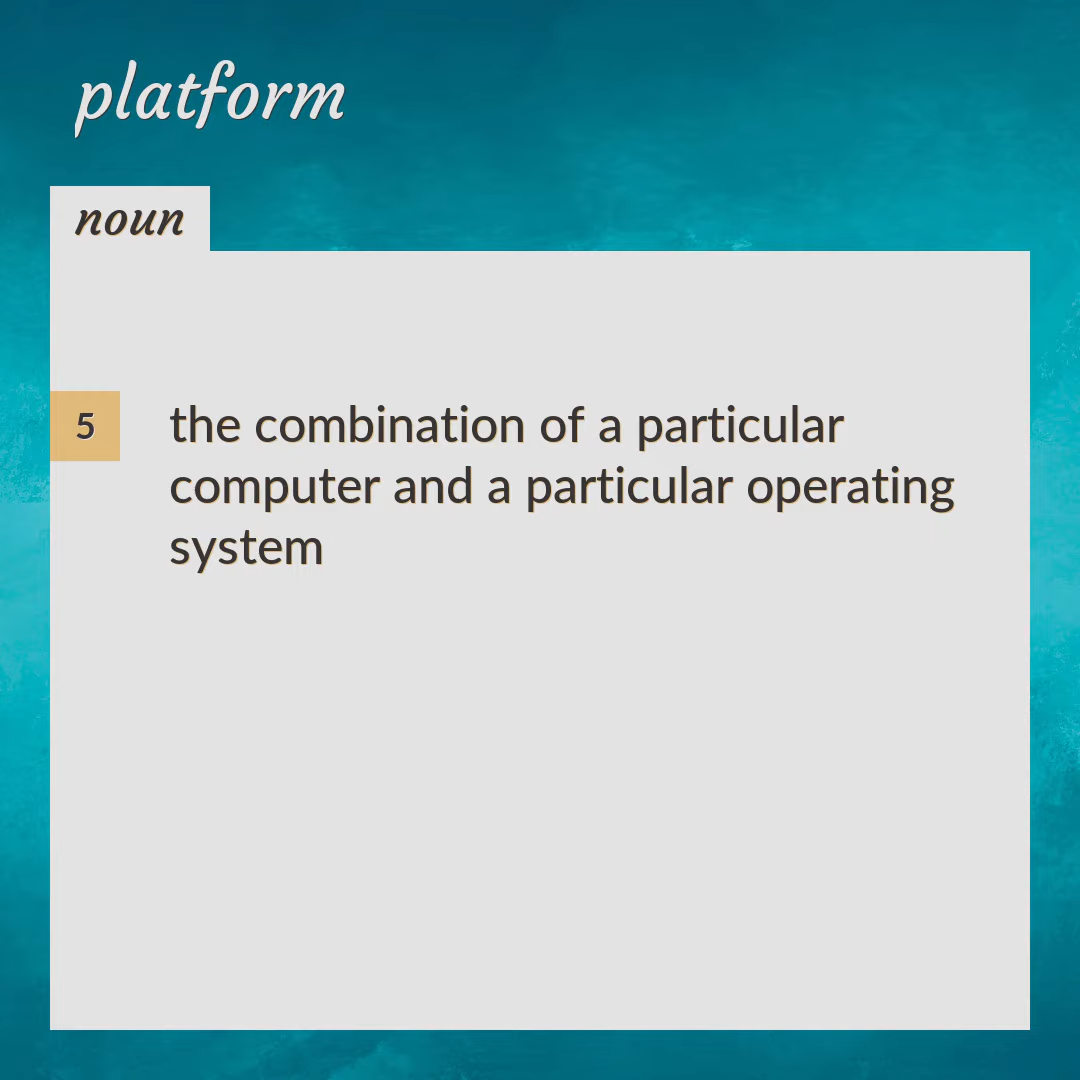 platform
noun
5
the combination of a particular
computer and a particular operating
system